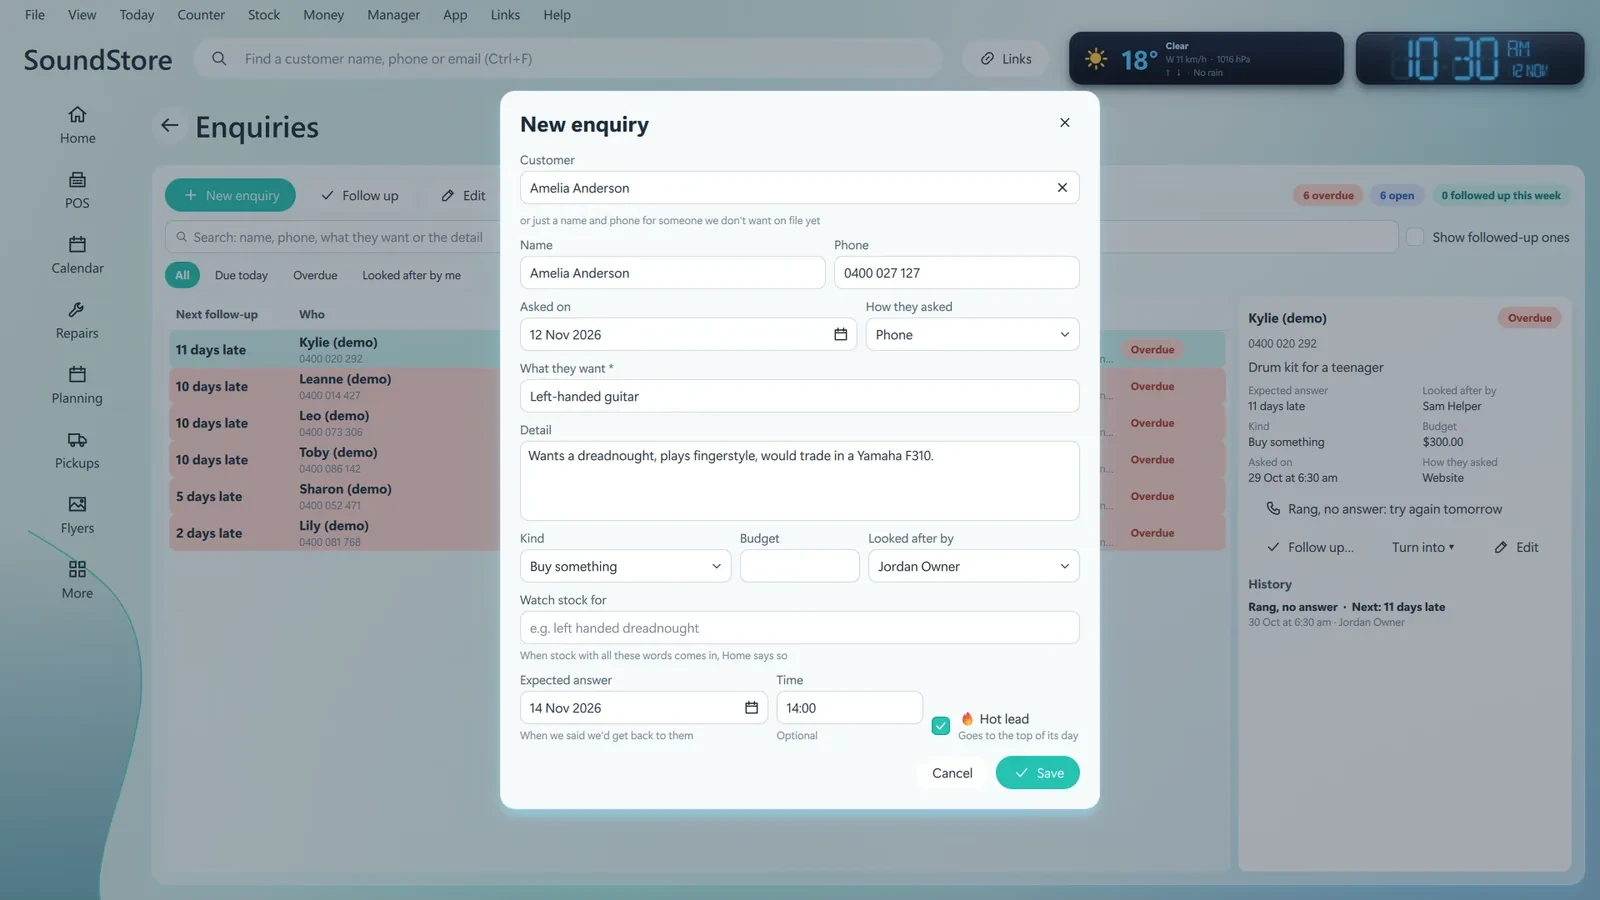 File View Today Counter Stock Money Manager App Links Help
SoundStore
Find a customer name, phone or email (Ctrl+F)
Links
18°
Clear
W 11 km/h · 1016 hPa
↑ ↓ · No rain
10:30 AM
12 NOV
Home
POS
Calendar
Repairs
Planning
Pickups
Flyers
More
← Enquiries
+ New enquiry
Follow up
Edit
6 overdue
6 open
0 followed up this week
Search: name, phone, what they want or the detail
Show followed-up ones
All
Due today
Overdue
Looked after by me
Next follow-up Who
11 days late Kylie (demo) Overdue
0400 020 292
10 days late Leanne (demo) Overdue
0400 014 427
10 days late Leo (demo) Overdue
0400 073 306
10 days late Toby (demo) Overdue
0400 086 142
5 days late Sharon (demo) Overdue
0400 052 471
2 days late Lily (demo) Overdue
0400 081 768
New enquiry
Customer
Amelia Anderson
or just a name and phone for someone we don't want on file yet
Name Phone
Amelia Anderson 0400 027 127
Asked on How they asked
12 Nov 2026 Phone
What they want *
Left-handed guitar
Detail
Wants a dreadnought, plays fingerstyle, would trade in a Yamaha F310.
Kind Budget Looked after by
Buy something Jordan Owner
Watch stock for
e.g. left handed dreadnought
When stock with all these words comes in, Home says so
Expected answer Time
14 Nov 2026 14:00
When we said we'd get back to them Optional
Hot lead
Goes to the top of its day
Cancel Save
Kylie (demo) Overdue
0400 020 292
Drum kit for a teenager
Expected answer Looked after by
11 days late Sam Helper
Kind Budget
Buy something $300.00
Asked on How they asked
29 Oct at 6:30 am Website
Rang, no answer: try again tomorrow
Follow up... Turn into ▾ Edit
History
Rang, no answer · Next: 11 days late
30 Oct at 6:30 am · Jordan Owner